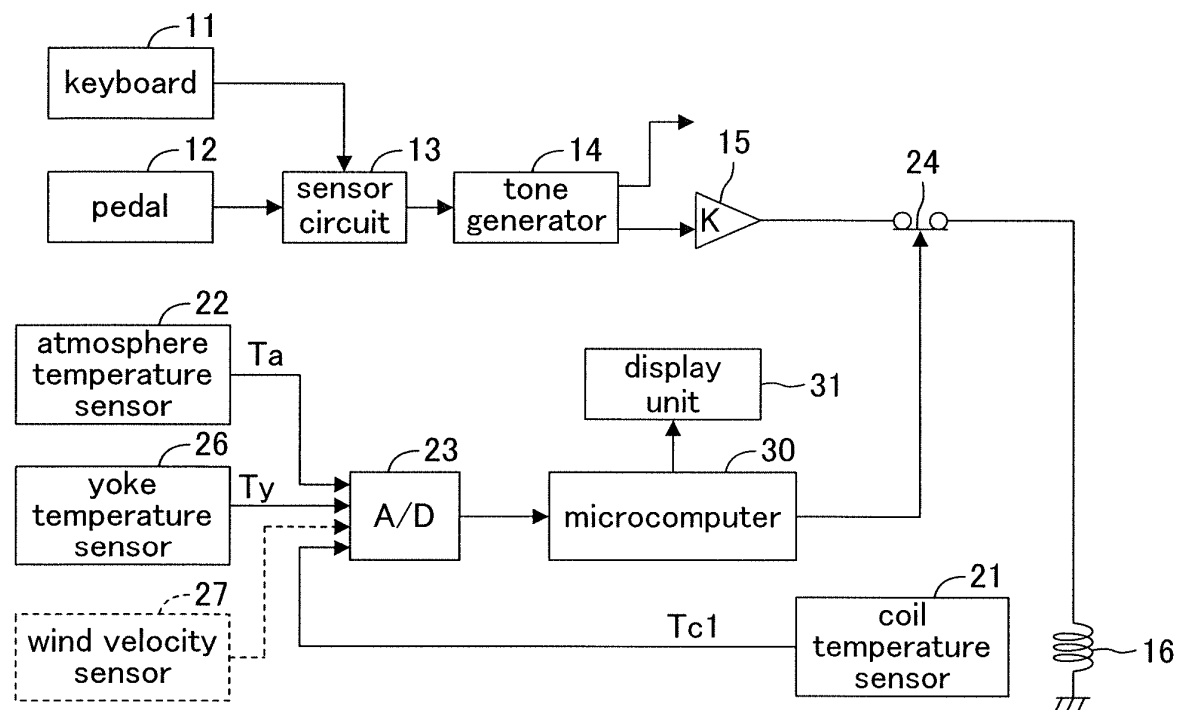 11
keyboard
12
pedal
13
sensor
circuit
14
tone
generator
15
K
24
22
atmosphere
temperature
sensor
Ta
26
yoke
temperature
sensor
Ty
27
wind velocity
sensor
23
A/D
display
unit
31
30
microcomputer
21
coil
temperature
sensor
Tc1
16